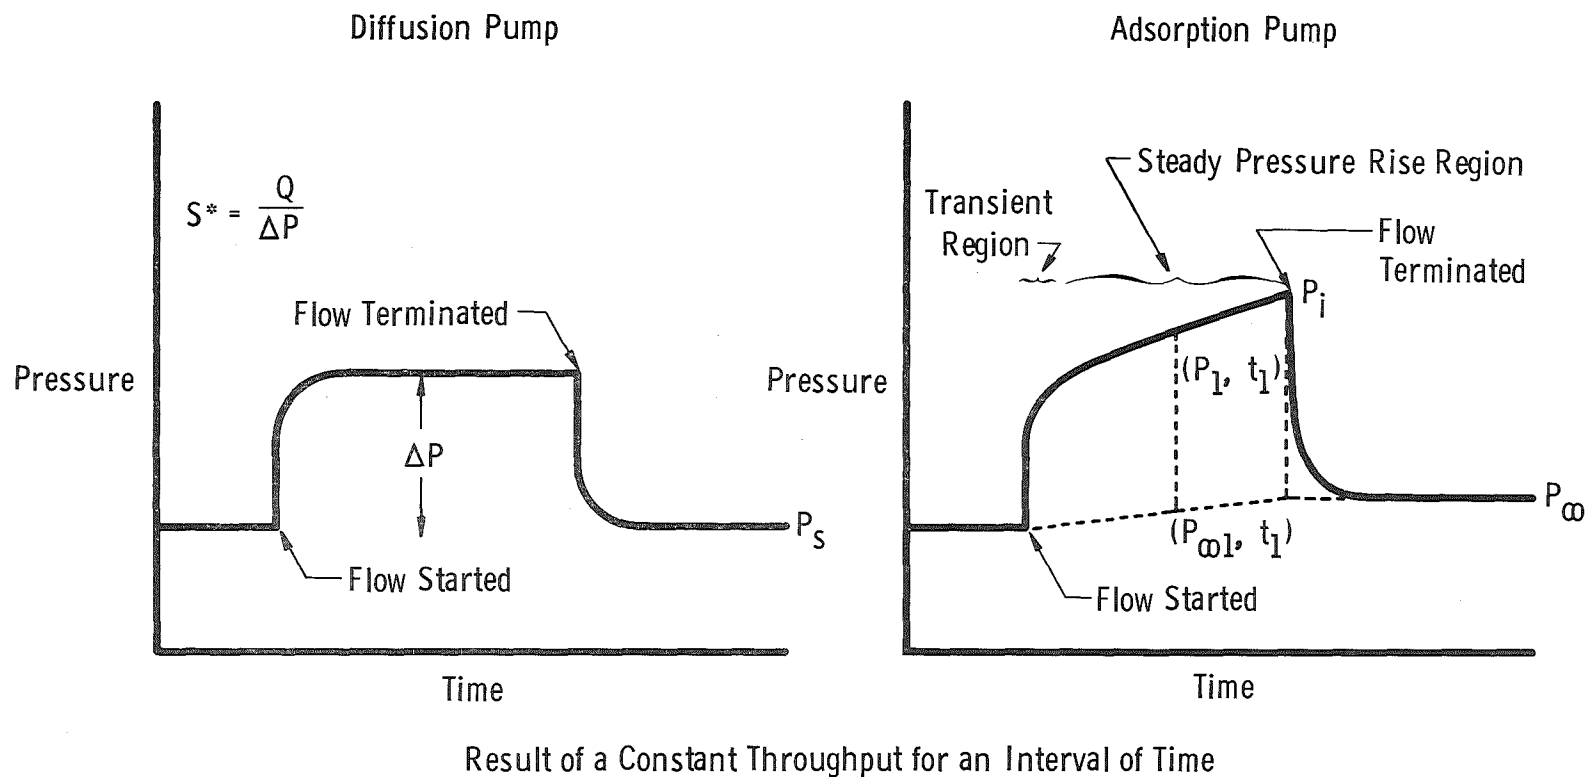 Diffusion Pump
S* = Q / ΔP
Flow Terminated
Pressure
ΔP
P_s
Flow Started
Time
Adsorption Pump
Steady Pressure Rise Region
Transient
Region
Flow
Terminated
P_i
Pressure
(P_1, t_1)
P_∞
(P_∞1, t_1)
Flow Started
Time
Result of a Constant Throughput for an Interval of Time